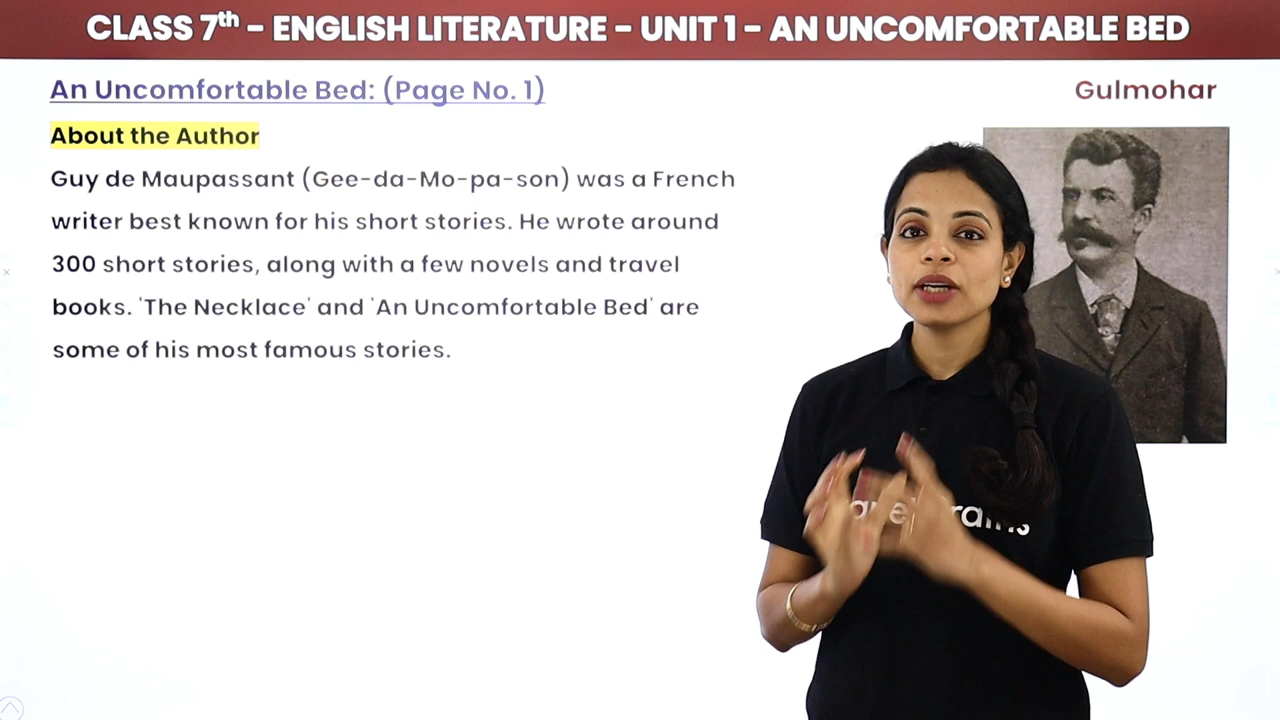 CLASS 7th - ENGLISH LITERATURE - UNIT 1 - AN UNCOMFORTABLE BED
An Uncomfortable Bed: (Page No. 1)
Gulmohar
About the Author
Guy de Maupassant (Gee-da-Mo-pa-son) was a French
writer best known for his short stories. He wrote around
300 short stories, along with a few novels and travel
books. 'The Necklace' and 'An Uncomfortable Bed' are
some of his most famous stories.